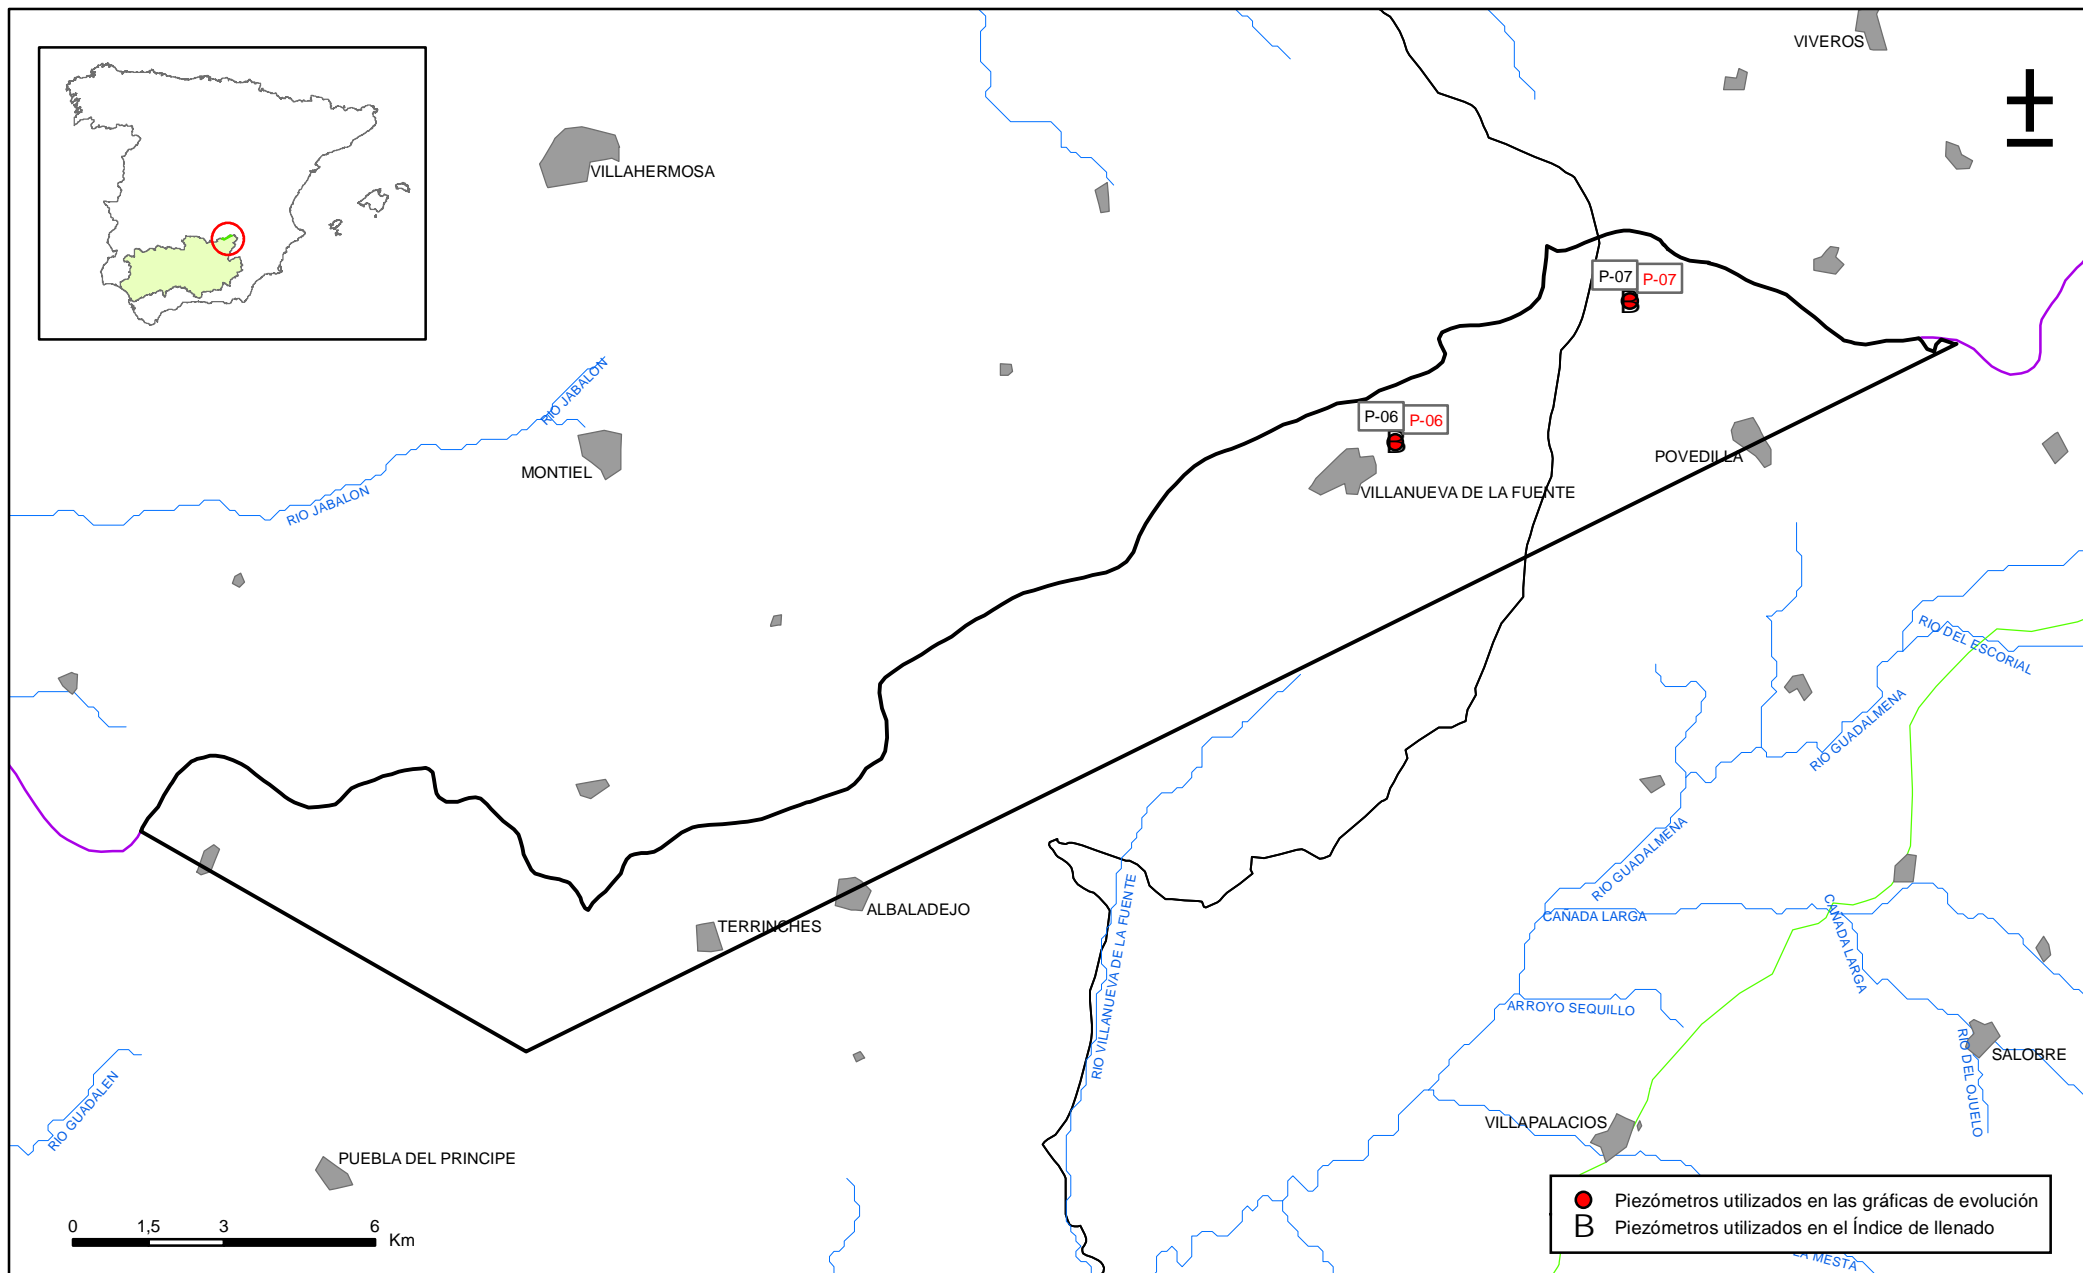 VIVEROS
±
VILLAHERMOSA
P-07
P-07
RIO JABALON
P-06
P-06
MONTIEL
POVEDILLA
RIO JABALON
VILLANUEVA DE LA FUENTE
B
B
RIO DEL ESCORIAL
RIO GUADALMENA
RIO GUADALMENA
ALBALADEJO
CAÑADA LARGA
CAÑADA LARGA
TERRINCHES
RIO VILLANUEVA DE LA FUENTE
ARROYO SEQUILLO
SALOBRE
RIO DEL OJUELO
RIO GUADALEN
VILLAPALACIOS
PUEBLA DEL PRINCIPE
0 1,5 3 6
Km
Piezómetros utilizados en las gráficas de evolución
B Piezómetros utilizados en el Índice de llenado
LA MESTA